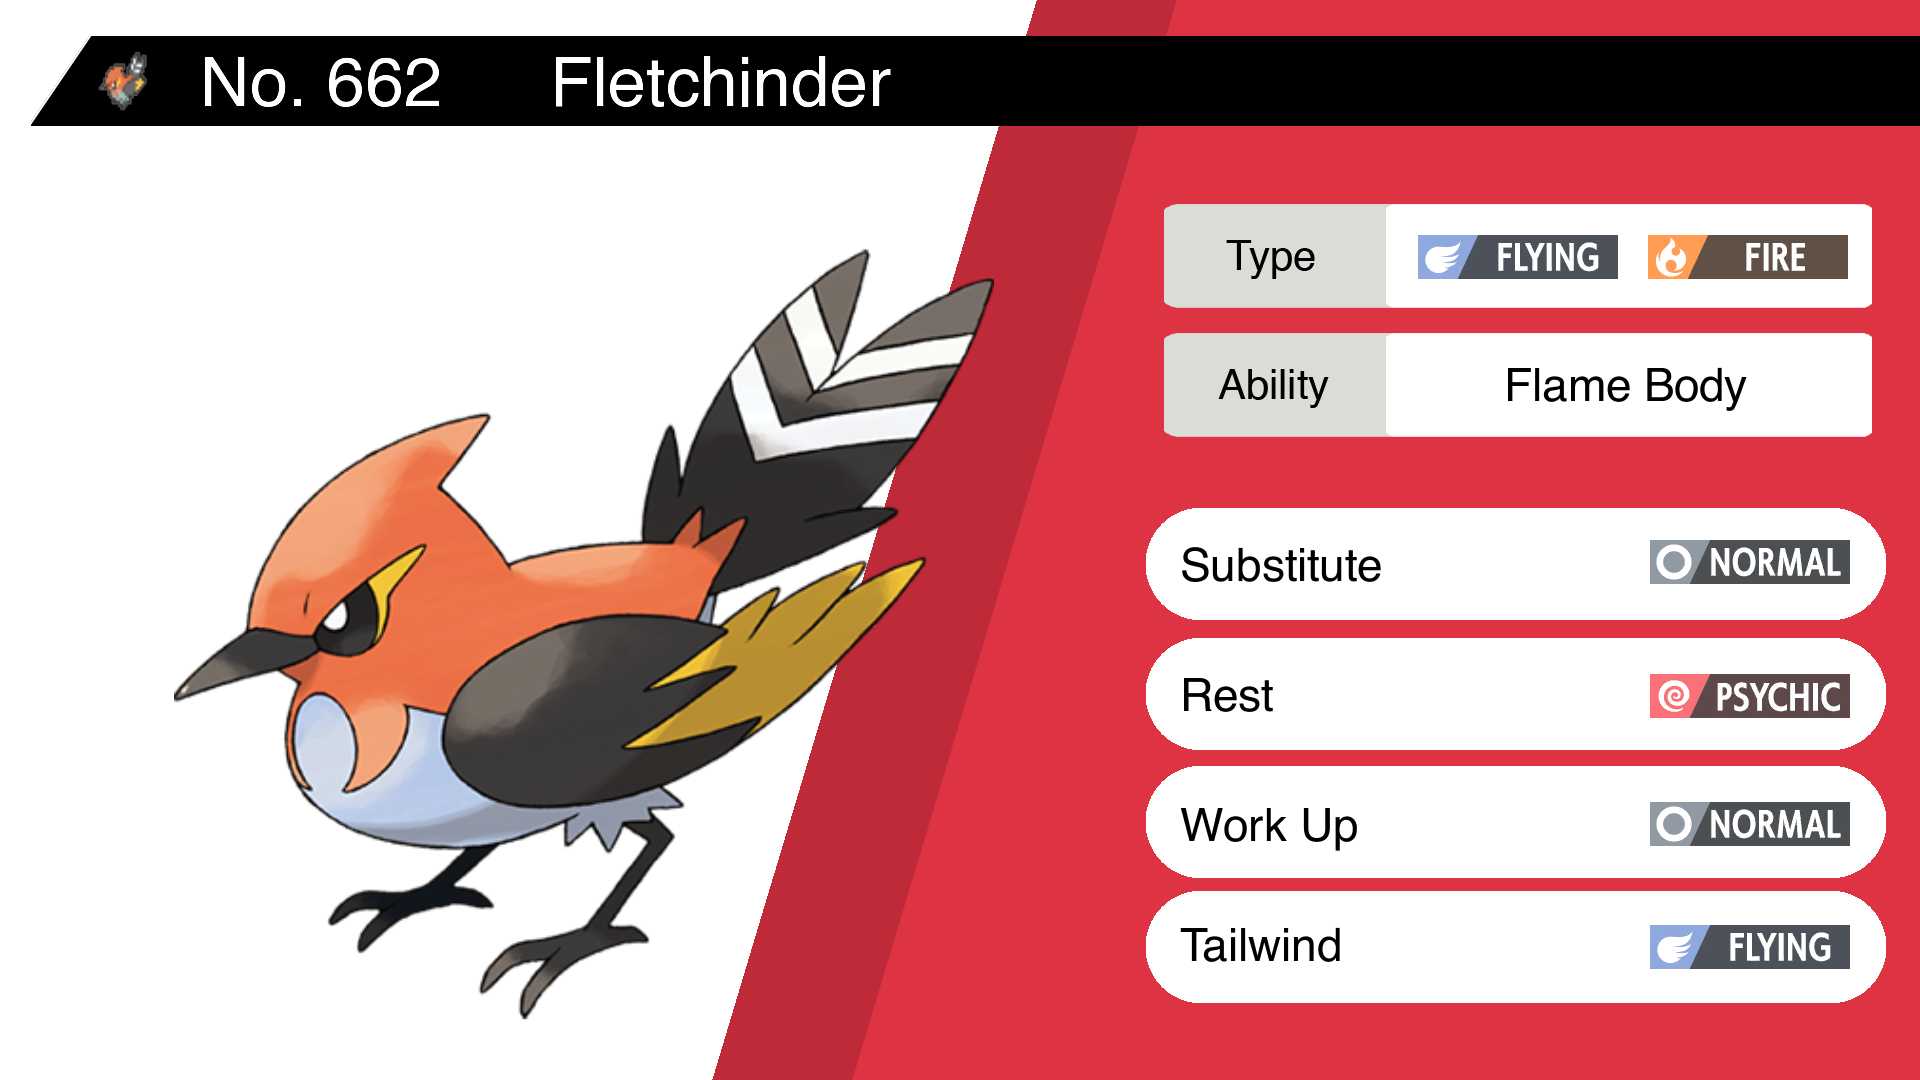 No. 662 Fletchinder
Type FLYING FIRE
Ability Flame Body
Substitute NORMAL
Rest PSYCHIC
Work Up NORMAL
Tailwind FLYING